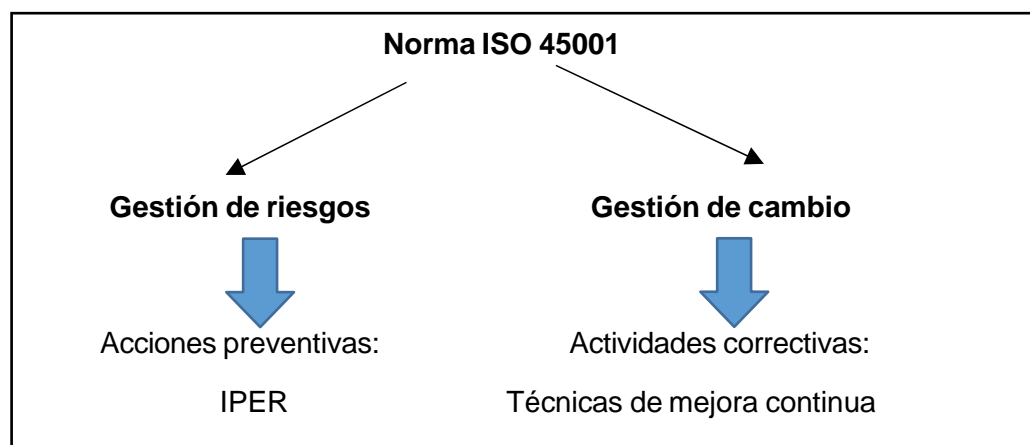 Norma ISO 45001
Gestión de riesgos
Gestión de cambio
Acciones preventivas:
Actividades correctivas:
IPER
Técnicas de mejora continua